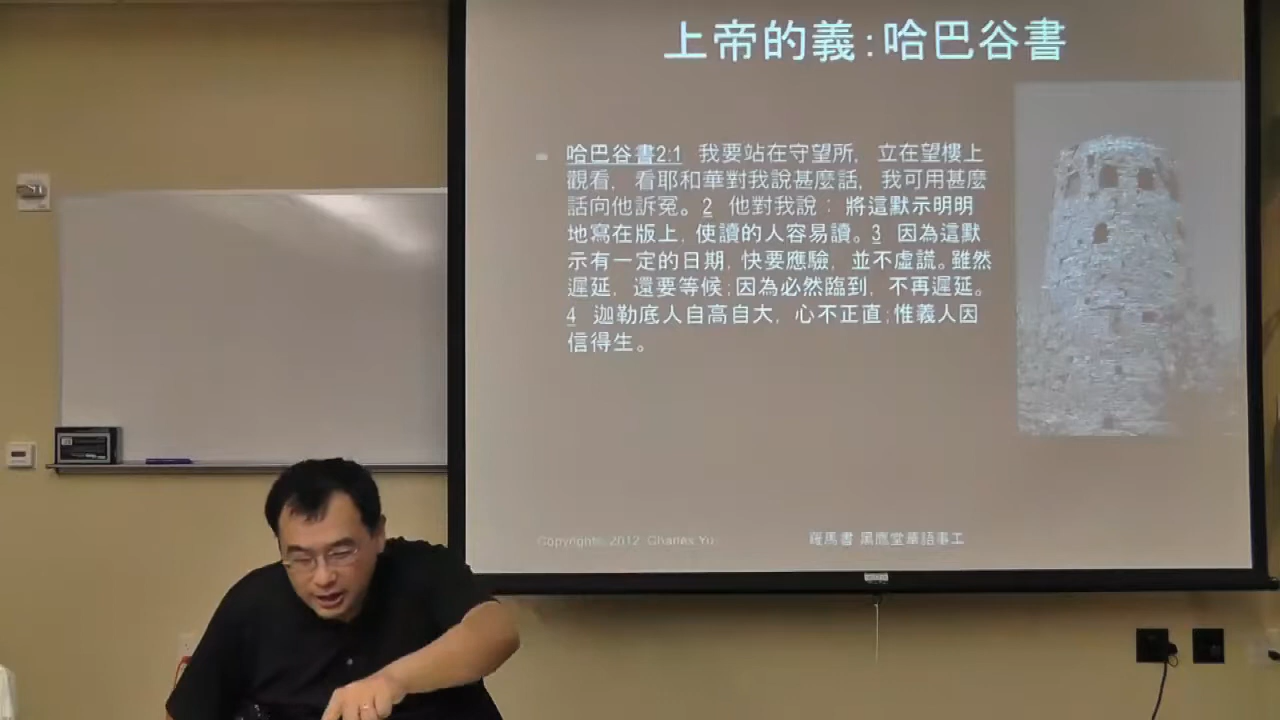 上帝的義:哈巴谷書
哈巴谷書2:1 我要站在守望所, 立在望樓上
觀看, 看耶和華對我說甚麼話, 我可用甚麼
話向他訴冤。2 他對我說: 將這默示明明
地寫在版上, 使讀的人容易讀。3 因為這默
示有一定的日期, 快要應驗, 並不虛謊。雖然
遲延, 還要等候;因為必然臨到, 不再遲延。
4 迦勒底人自高自大, 心不正直;惟義人因
信得生。
Copyrights 2012, Charles Yu
羅馬書 風鷹堂華語事工